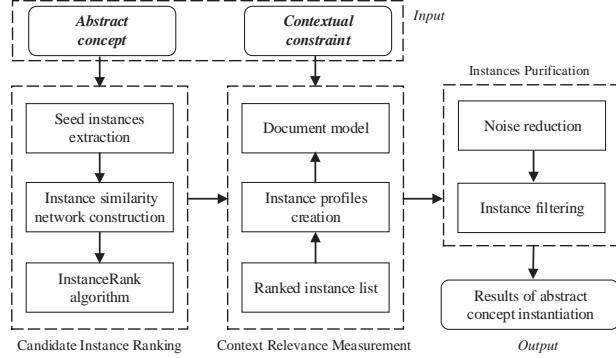 Abstract
concept
Contextual
constraint
Input
Seed instances
extraction
Instance similarity
network construction
InstanceRank
algorithm
Candidate Instance Ranking
Document model
Instance profiles
creation
Ranked instance list
Context Relevance Measurement
Instances Purification
Noise reduction
Instance filtering
Results of abstract
concept instantiation
Output